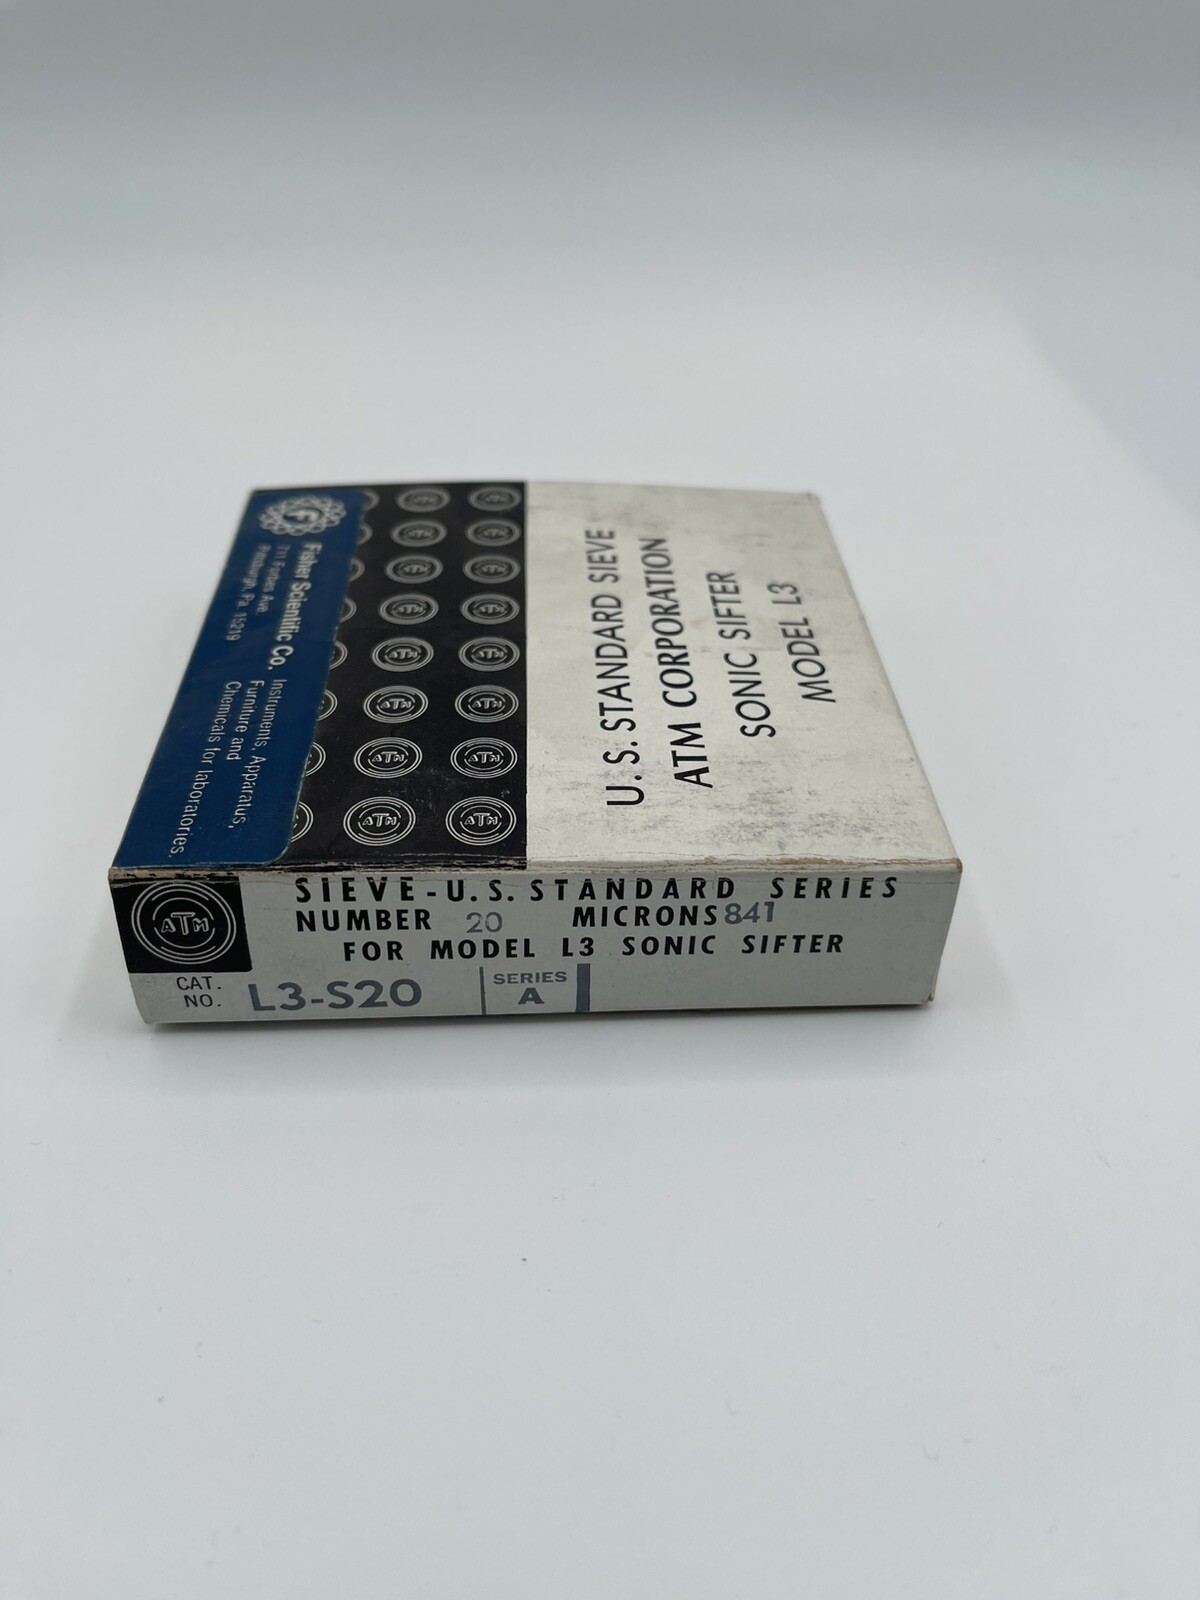 Fisher Scientific Co.
711 Forbes Ave.
Pittsburgh, Pa. 15219
Instruments, Apparatus,
Furniture and
Chemicals for laboratories.
U. S. STANDARD SIEVE
ATM CORPORATION
SONIC SIFTER
MODEL L3
ATM
SIEVE-U.S. STANDARD SERIES
NUMBER 20 MICRONS 841
FOR MODEL L3 SONIC SIFTER
CAT.
NO. L3-S20
SERIES
A